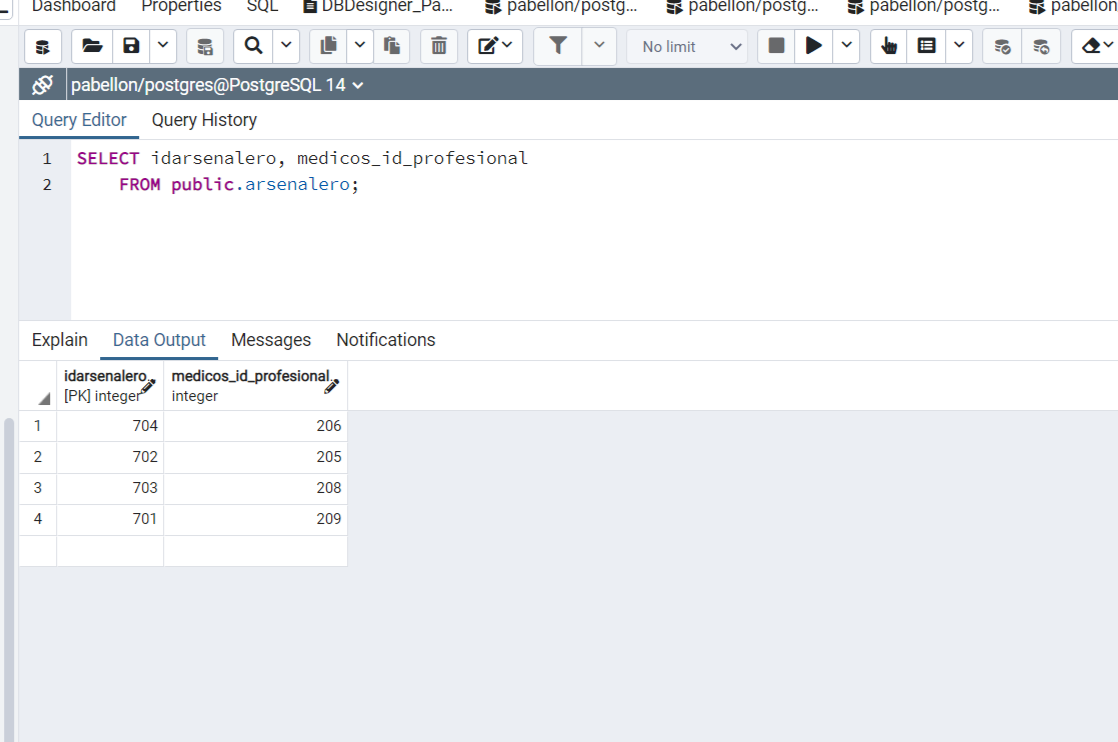 Dashboard Properties SQL DBDesigner_Pa... pabellon/postg... pabellon/postg... pabellon/postg... pabellon
No limit
pabellon/postgres@PostgreSQL 14
Query Editor Query History
1 SELECT idarsenalero, medicos_id_profesional
2 FROM public.arsenalero;
Explain Data Output Messages Notifications
idarsenalero medicos_id_profesional
[PK] integer integer
1 704 206
2 702 205
3 703 208
4 701 209